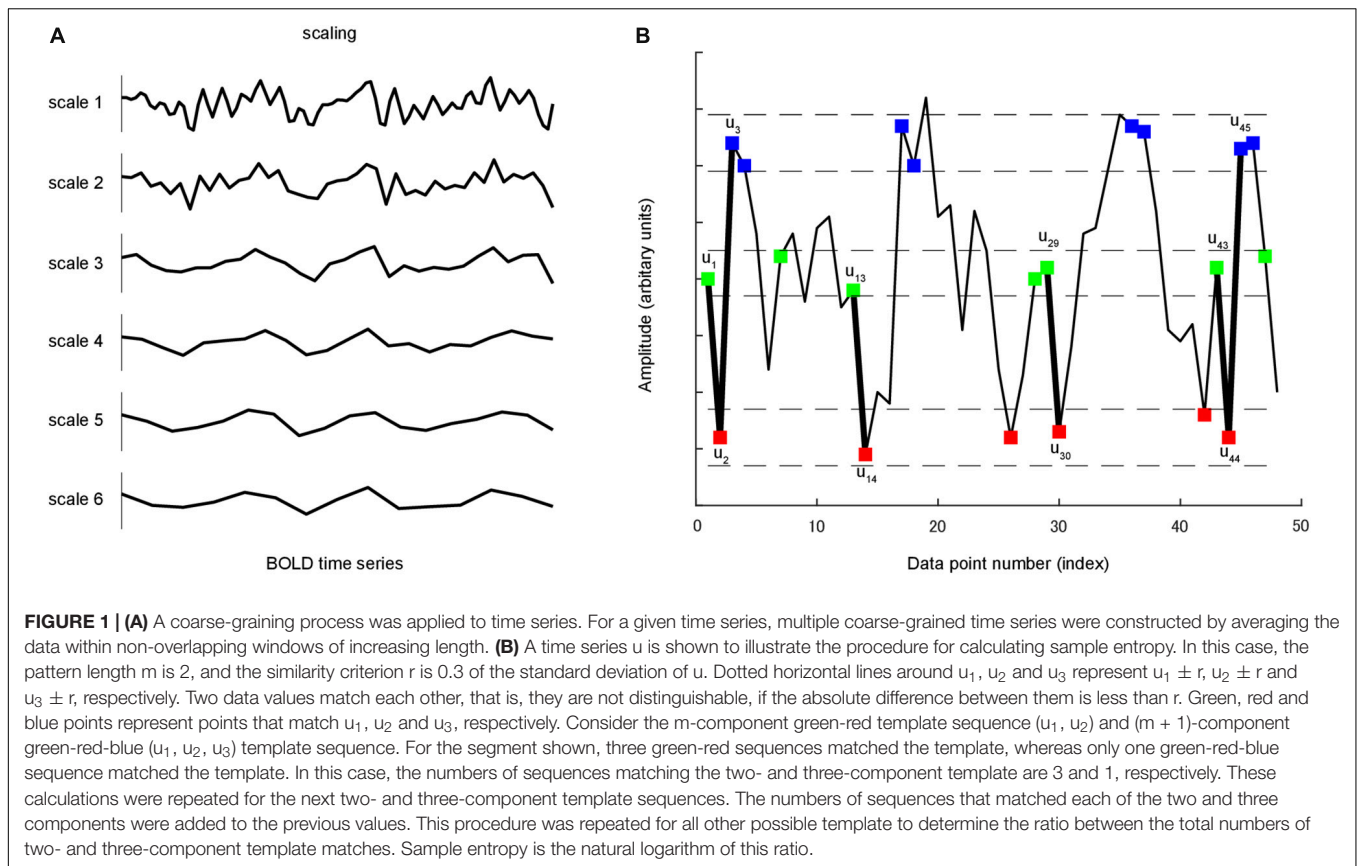 A
scaling
scale 1
scale 2
scale 3
scale 4
scale 5
scale 6
BOLD time series
B
Amplitude (arbitary units)
u1
u2
u3
u13
u14
u29
u30
u43
u44
u45
0 10 20 30 40 50
Data point number (index)
FIGURE 1 | (A) A coarse-graining process was applied to time series. For a given time series, multiple coarse-grained time series were constructed by averaging the
data within non-overlapping windows of increasing length. (B) A time series u is shown to illustrate the procedure for calculating sample entropy. In this case, the
pattern length m is 2, and the similarity criterion r is 0.3 of the standard deviation of u. Dotted horizontal lines around u1, u2 and u3 represent u1 ± r, u2 ± r and
u3 ± r, respectively. Two data values match each other, that is, they are not distinguishable, if the absolute difference between them is less than r. Green, red and
blue points represent points that match u1, u2 and u3, respectively. Consider the m-component green-red template sequence (u1, u2) and (m + 1)-component
green-red-blue (u1, u2, u3) template sequence. For the segment shown, three green-red sequences matched the template, whereas only one green-red-blue
sequence matched the template. In this case, the numbers of sequences matching the two- and three-component template are 3 and 1, respectively. These
calculations were repeated for the next two- and three-component template sequences. The numbers of sequences that matched each of the two and three
components were added to the previous values. This procedure was repeated for all other possible template to determine the ratio between the total numbers of
two- and three-component template matches. Sample entropy is the natural logarithm of this ratio.